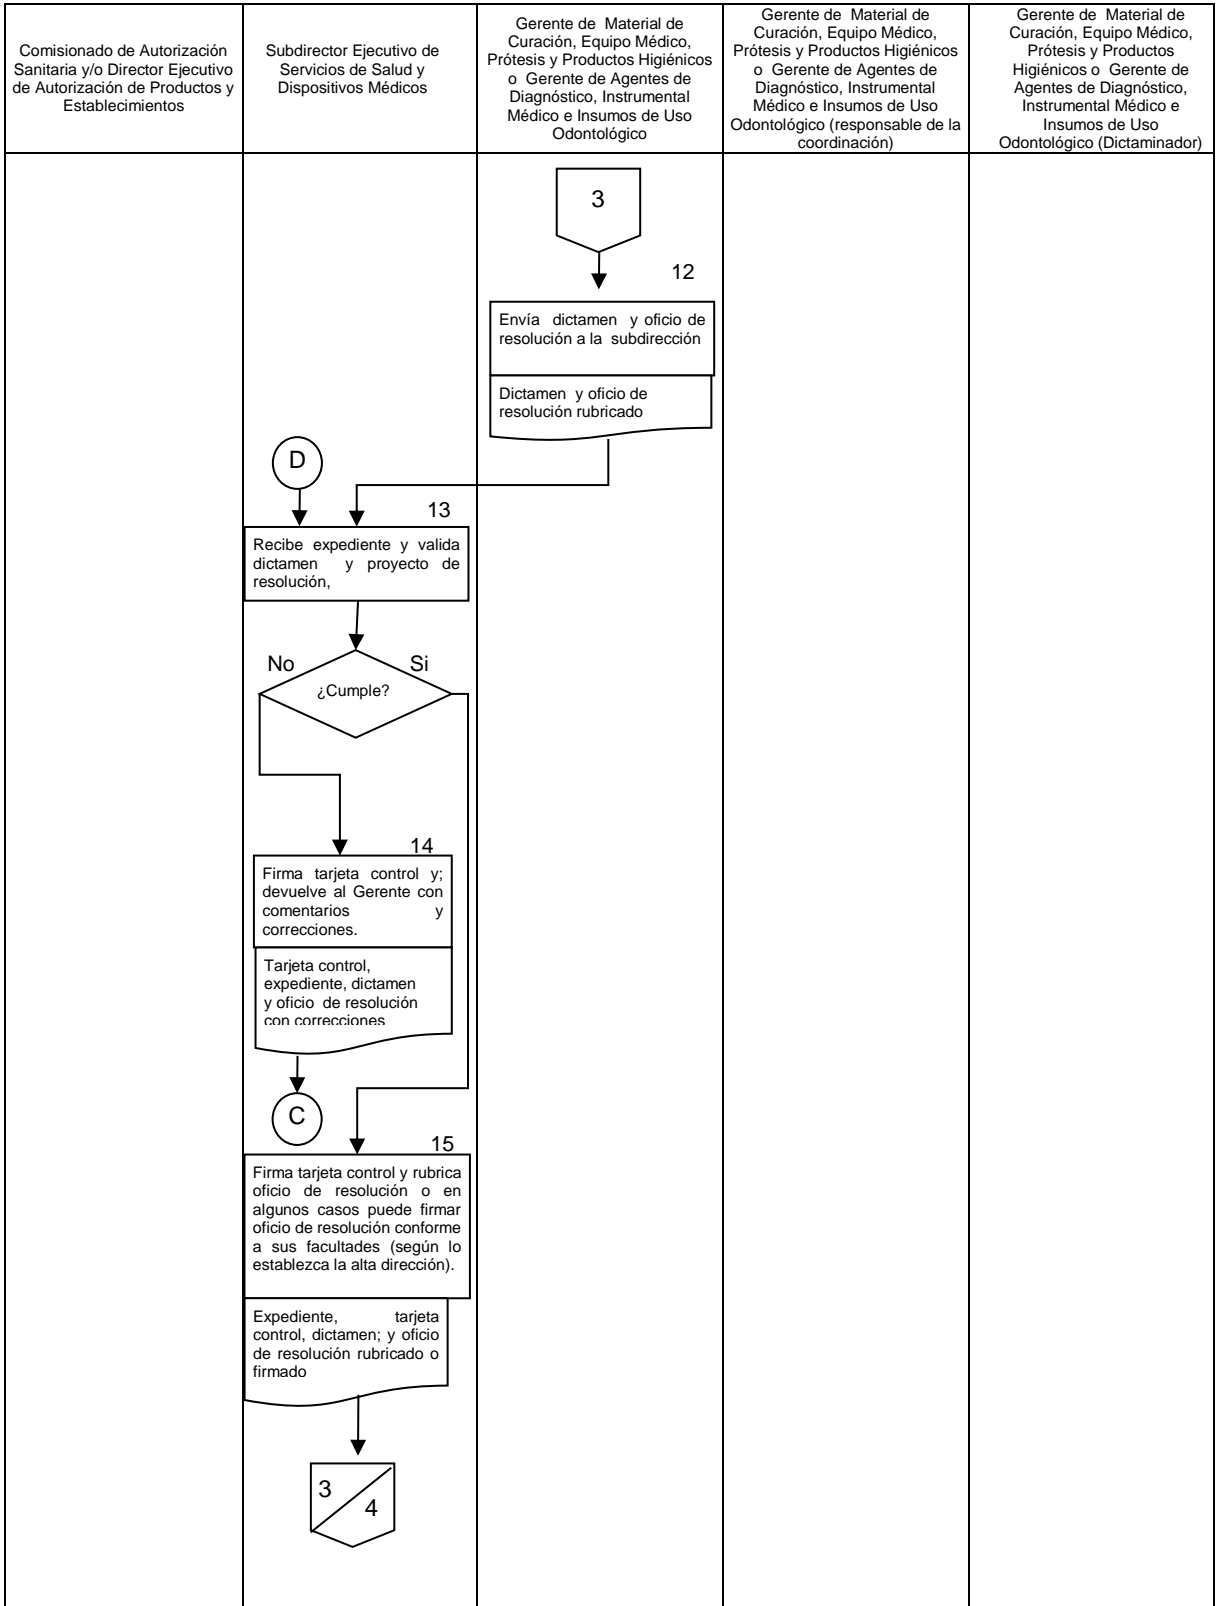 Comisionado de Autorización
Sanitaria y/o Director Ejecutivo
de Autorización de Productos y
Establecimientos
Subdirector Ejecutivo de
Servicios de Salud y
Dispositivos Médicos
Gerente de Material de
Curación, Equipo Médico,
Prótesis y Productos Higiénicos
o Gerente de Agentes de
Diagnóstico, Instrumental
Médico e Insumos de Uso
Odontológico
Gerente de Material de
Curación, Equipo Médico,
Prótesis y Productos Higiénicos
o Gerente de Agentes de
Diagnóstico, Instrumental
Médico e Insumos de Uso
Odontológico (responsable de la
coordinación)
Gerente de Material de
Curación, Equipo Médico,
Prótesis y Productos
Higiénicos o Gerente de
Agentes de Diagnóstico,
Instrumental Médico e
Insumos de Uso
Odontológico (Dictaminador)
3
12
Envía dictamen y oficio de
resolución a la subdirección
Dictamen y oficio de
resolución rubricado
D
13
Recibe expediente y valida
dictamen y proyecto de
resolución,
No
Si
¿Cumple?
14
Firma tarjeta control y;
devuelve al Gerente con
comentarios y
correcciones.
Tarjeta control,
expediente, dictamen
y oficio de resolución
con correcciones
C
15
Firma tarjeta control y rubrica
oficio de resolución o en
algunos casos puede firmar
oficio de resolución conforme
a sus facultades (según lo
establezca la alta dirección).
Expediente, tarjeta
control, dictamen; y oficio
de resolución rubricado o
firmado
3
4